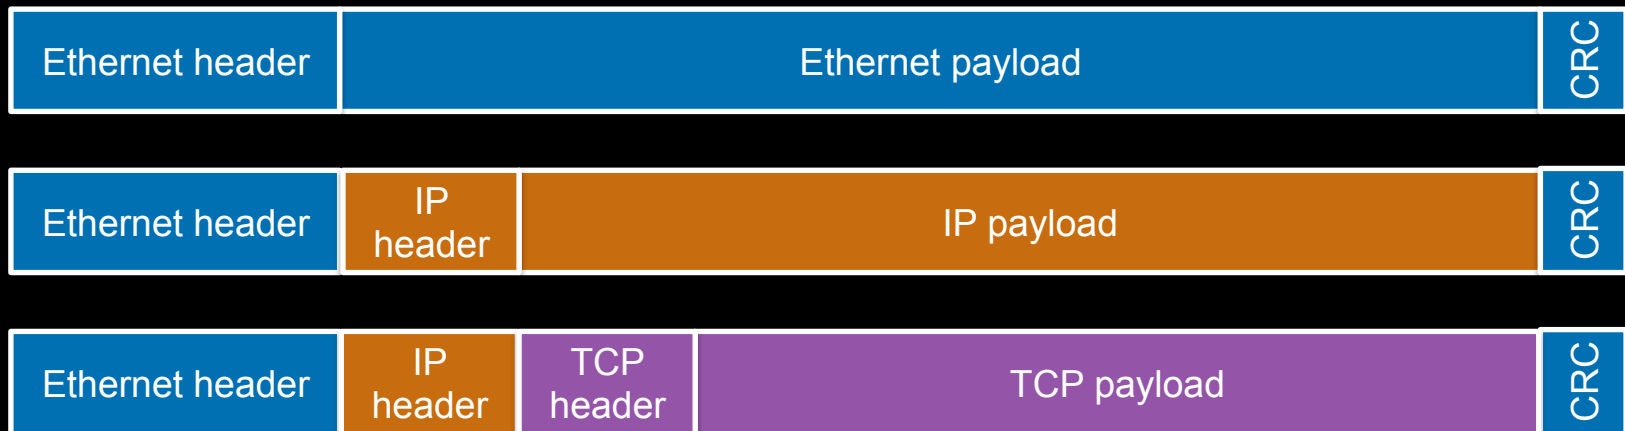 Ethernet header
Ethernet payload
CRC
Ethernet header
IP
header
IP payload
CRC
Ethernet header
IP
header
TCP
header
TCP payload
CRC